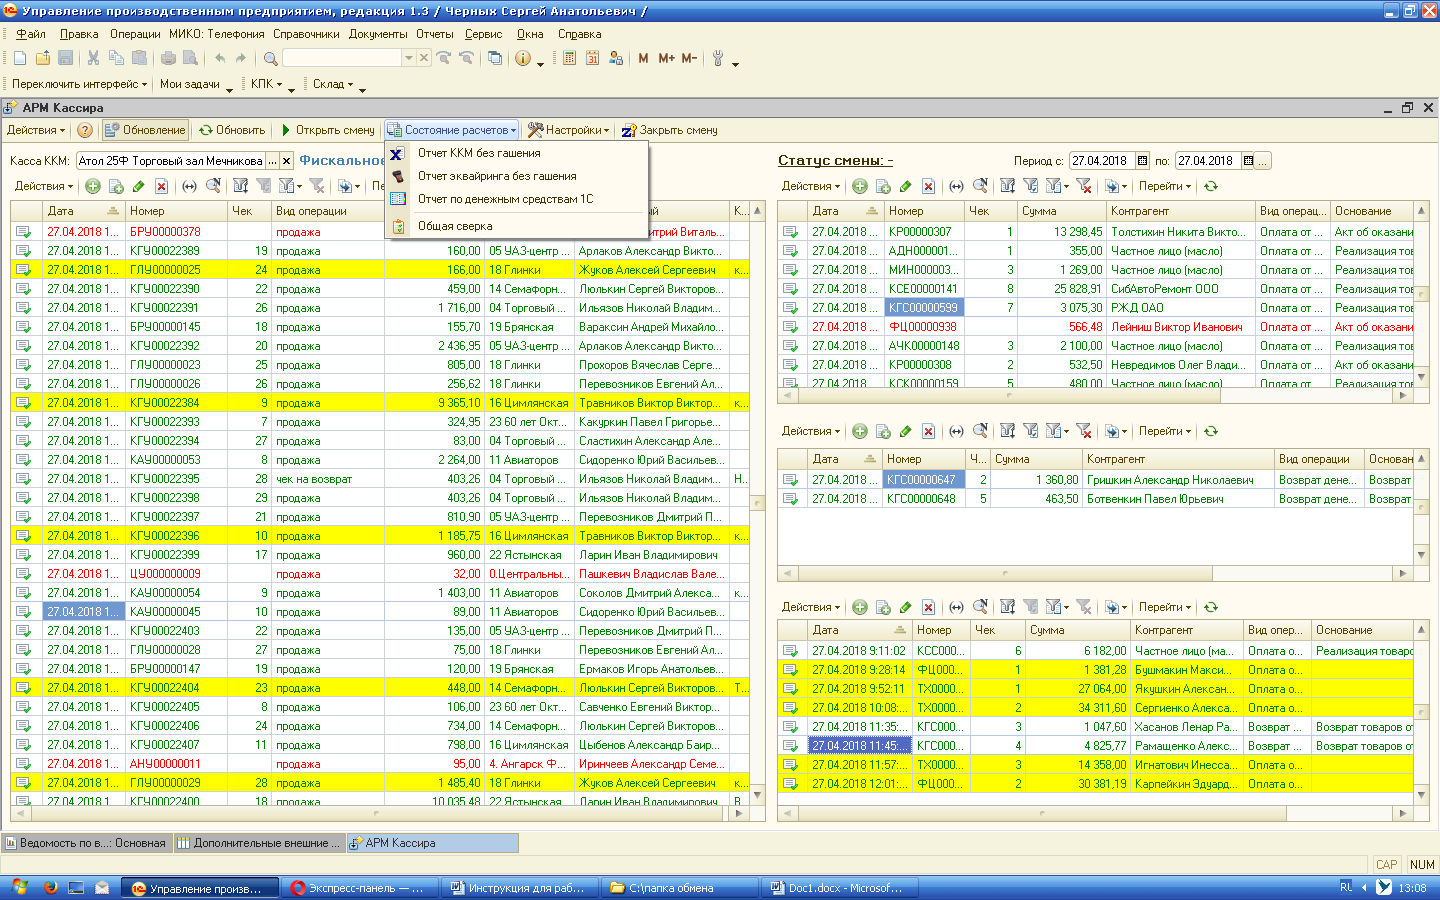 Управление производственным предприятием, редакция 1.3 / Черных Сергей Анатольевич /
Файл Правка Операции МИКО: Телефония Справочники Документы Отчеты Сервис Окна Справка
M M+ M-
Переключить интерфейс Мои задачи КПК Склад
АРМ Кассира
Действия Обновление Обновить Открыть смену Состояние расчетов Настройки Закрыть смену
Отчет ККМ без гашения
Отчет эквайринга без гашения
Отчет по денежным средствам 1С
Общая сверка
Касса ККМ: Атол 25Ф Торговый зал Мечникова ... × Фискальное
Статус смены: - Период с: 27.04.2018 по: 27.04.2018 ...
Действия Пе
Дата Номер Чек Вид операции ый К...
27.04.2018 1... БРУ00000378 продажа трий Виталь...
27.04.2018 1... КГУ00022389 19 продажа 160,00 05 УАЗ-центр ... Арлаков Алексей Викто...
27.04.2018 1... ГЛУ00000025 24 продажа 166,00 18 Глинки Жуков Алексей Сергеевич к...
27.04.2018 1... КГУ00022390 22 продажа 459,00 14 Семафорн... Люлькин Сергей Викторов...
27.04.2018 1... КГУ00022391 26 продажа 1 716,00 04 Торговый ... Ильязов Николай Владим...
27.04.2018 1... БРУ00000145 18 продажа 155,70 19 Брянская Вараксин Андрей Михайло...
27.04.2018 1... КГУ00022392 20 продажа 2 436,95 05 УАЗ-центр ... Арлаков Александр Викто...
27.04.2018 1... ГЛУ00000023 25 продажа 805,00 18 Глинки Прохоров Вячеслав Серге...
27.04.2018 1... ГЛУ00000026 26 продажа 256,62 18 Глинки Перевозников Евгений Ал...
27.04.2018 1... КГУ00022384 9 продажа 9 365,10 16 Цимлянская Травников Виктор Виктор... к...
27.04.2018 1... КГУ00022393 7 продажа 324,95 23 60 лет Окт... Какуркин Павел Григорье...
27.04.2018 1... КГУ00022394 27 продажа 83,00 04 Торговый ... Сластихин Александр Але...
27.04.2018 1... КАУ00000053 8 продажа 2 264,00 11 Авиаторов Сидоренко Юрий Васильев...
27.04.2018 1... КГУ00022395 28 чек на возврат 403,26 04 Торговый ... Ильязов Николай Владим... Н...
27.04.2018 1... КГУ00022398 29 продажа 403,26 04 Торговый ... Ильязов Николай Владим...
27.04.2018 1... КГУ00022397 21 продажа 810,90 05 УАЗ-центр ... Перевозников Дмитрий П...
27.04.2018 1... КГУ00022396 10 продажа 1 185,75 16 Цимлянская Травников Виктор Виктор... к...
27.04.2018 1... КГУ00022399 17 продажа 960,00 22 Ястынская Ларин Иван Владимирович
27.04.2018 1... ЦУ000000009 продажа 32,00 0.Центральны... Пашкевич Владислав Вале...
27.04.2018 1... КАУ00000054 9 продажа 1 403,00 11 Авиаторов Соколов Дмитрий Алекса... к...
27.04.2018 1... КАУ00000045 10 продажа 89,00 11 Авиаторов Сидоренко Юрий Васильев...
27.04.2018 1... КГУ00022403 22 продажа 135,00 05 УАЗ-центр ... Перевозников Дмитрий П...
27.04.2018 1... ГЛУ00000028 27 продажа 75,00 18 Глинки Перевозников Евгений Ал...
27.04.2018 1... БРУ00000147 19 продажа 120,00 19 Брянская Ермаков Игорь Анатольев...
27.04.2018 1... КГУ00022404 23 продажа 448,00 14 Семафорн... Люлькин Сергей Викторов... Т...
27.04.2018 1... КГУ00022405 8 продажа 106,00 23 60 лет Окт... Савченко Евгений Виктор...
27.04.2018 1... КГУ00022406 24 продажа 734,00 14 Семафорн... Люлькин Сергей Викторов...
27.04.2018 1... КГУ00022407 11 продажа 798,00 16 Цимлянская Цыбенов Александр Баир...
27.04.2018 1... АНУ00000011 продажа 95,00 4. Ангарск Ф... Иринчеев Александр Семе...
27.04.2018 1... ГЛУ00000029 28 продажа 1 485,40 18 Глинки Жуков Алексей Сергеевич к...
27.04.2018 1... КГУ00022400 18 продажа 10 035,48 22 Ястынская Ларин Иван Владимирович В...
Действия Перейти
Дата Номер Чек Сумма Контрагент Вид операц... Основание
27.04.2018 ... КР00000307 1 13 298,45 Толстихин Никита Викто... Оплата от ... Акт об оказани
27.04.2018 ... АДН000001... 1 355,00 Частное лицо (масло) Оплата от ... Реализация тов
27.04.2018 ... МИН000003... 3 1 269,00 Частное лицо (масло) Оплата от ... Реализация тов
27.04.2018 ... КСЕ00000141 8 25 828,91 СибАвтоРемонт ООО Оплата от ... Реализация тов
27.04.2018 ... КГС00000599 7 3 075,30 РЖД ОАО Оплата от ... Акт об оказани
27.04.2018 ... ФЦ00000938 566,48 Лейниш Виктор Иванович Оплата от ... Акт об оказани
27.04.2018 ... АЧК00000148 3 2 100,00 Частное лицо (масло) Оплата от ... Реализация тов
27.04.2018 ... КР00000308 2 532,50 Невредимов Олег Влади... Оплата от ... Акт об оказани
27.04.2018 ... КСК00000159 5 480,00 Частное лицо (масло) Оплата от ... Реализация тов
Действия Перейти
Дата Номер Ч... Сумма Контрагент Вид операции Основан
27.04.2018 ... КГС00000647 2 1 360,80 Гришкин Александр Николаевич Возврат дене... Возврат
27.04.2018 ... КГС00000648 5 463,50 Ботвенкин Павел Юрьевич Возврат дене... Возврат
Действия Перейти
Дата Номер Чек Сумма Контрагент Вид опер... Основание
27.04.2018 9:11:02 КСС000... 6 6 182,00 Частное лицо (ма... Оплата о... Реализация товаро
27.04.2018 9:28:14 ФЦ000... 1 1 381,28 Бушмакин Макси... Оплата о...
27.04.2018 9:52:11 ТХ0000... 1 27 064,00 Якушкин Алексан... Оплата о...
27.04.2018 10:08:... ТХ0000... 2 34 311,60 Сергиенко Алекс... Оплата о...
27.04.2018 11:35:... КГС000... 3 1 047,60 Хасанов Ленар Ра... Возврат ... Возврат товаров от
27.04.2018 11:45:... КГС000... 4 4 825,77 Рамащенко Алекс... Возврат ... Возврат товаров от
27.04.2018 11:57:... ТХ0000... 3 14 358,00 Игнатович Инесса... Оплата о...
27.04.2018 12:01:... ФЦ000... 2 30 381,19 Карпейкин Эдуард... Оплата о...
Ведомость по в...: Основная Дополнительные внешние ... АРМ Кассира
CAP NUM
Управление произв... Экспресс-панель — ... Инструкция для раб... C:\папка обмена Doc1.docx - Microsof... RU 13:08